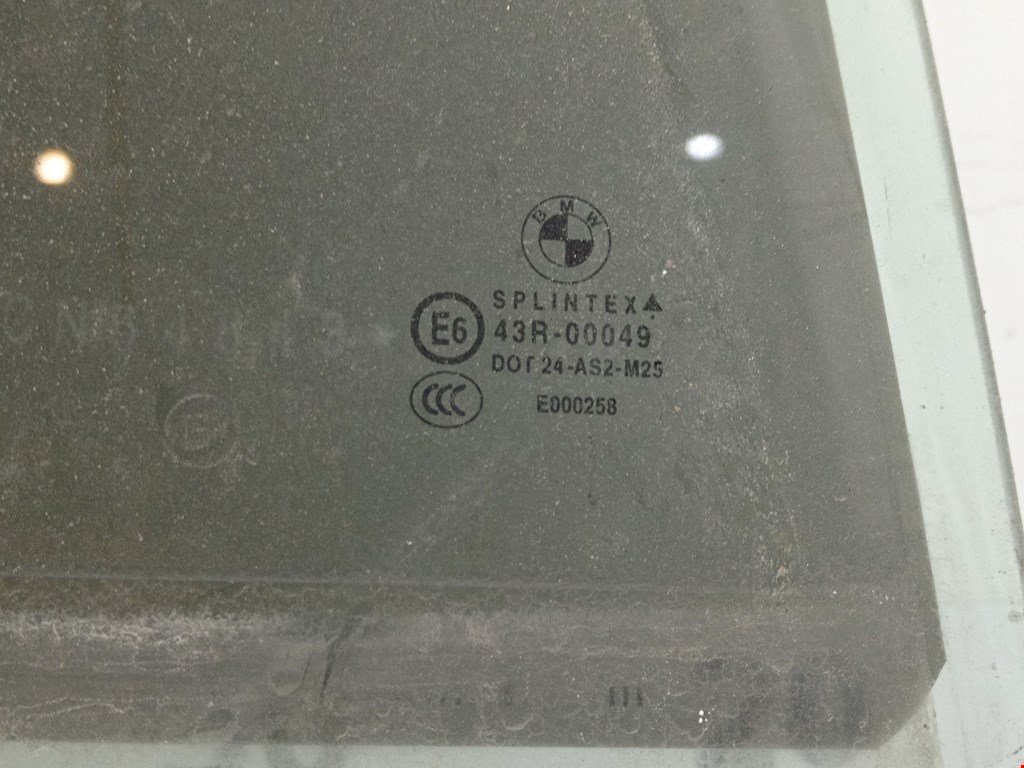 BMW
SPLINTEX
E6 43R-00049
DOT 24-AS2-M25
CCC E000258